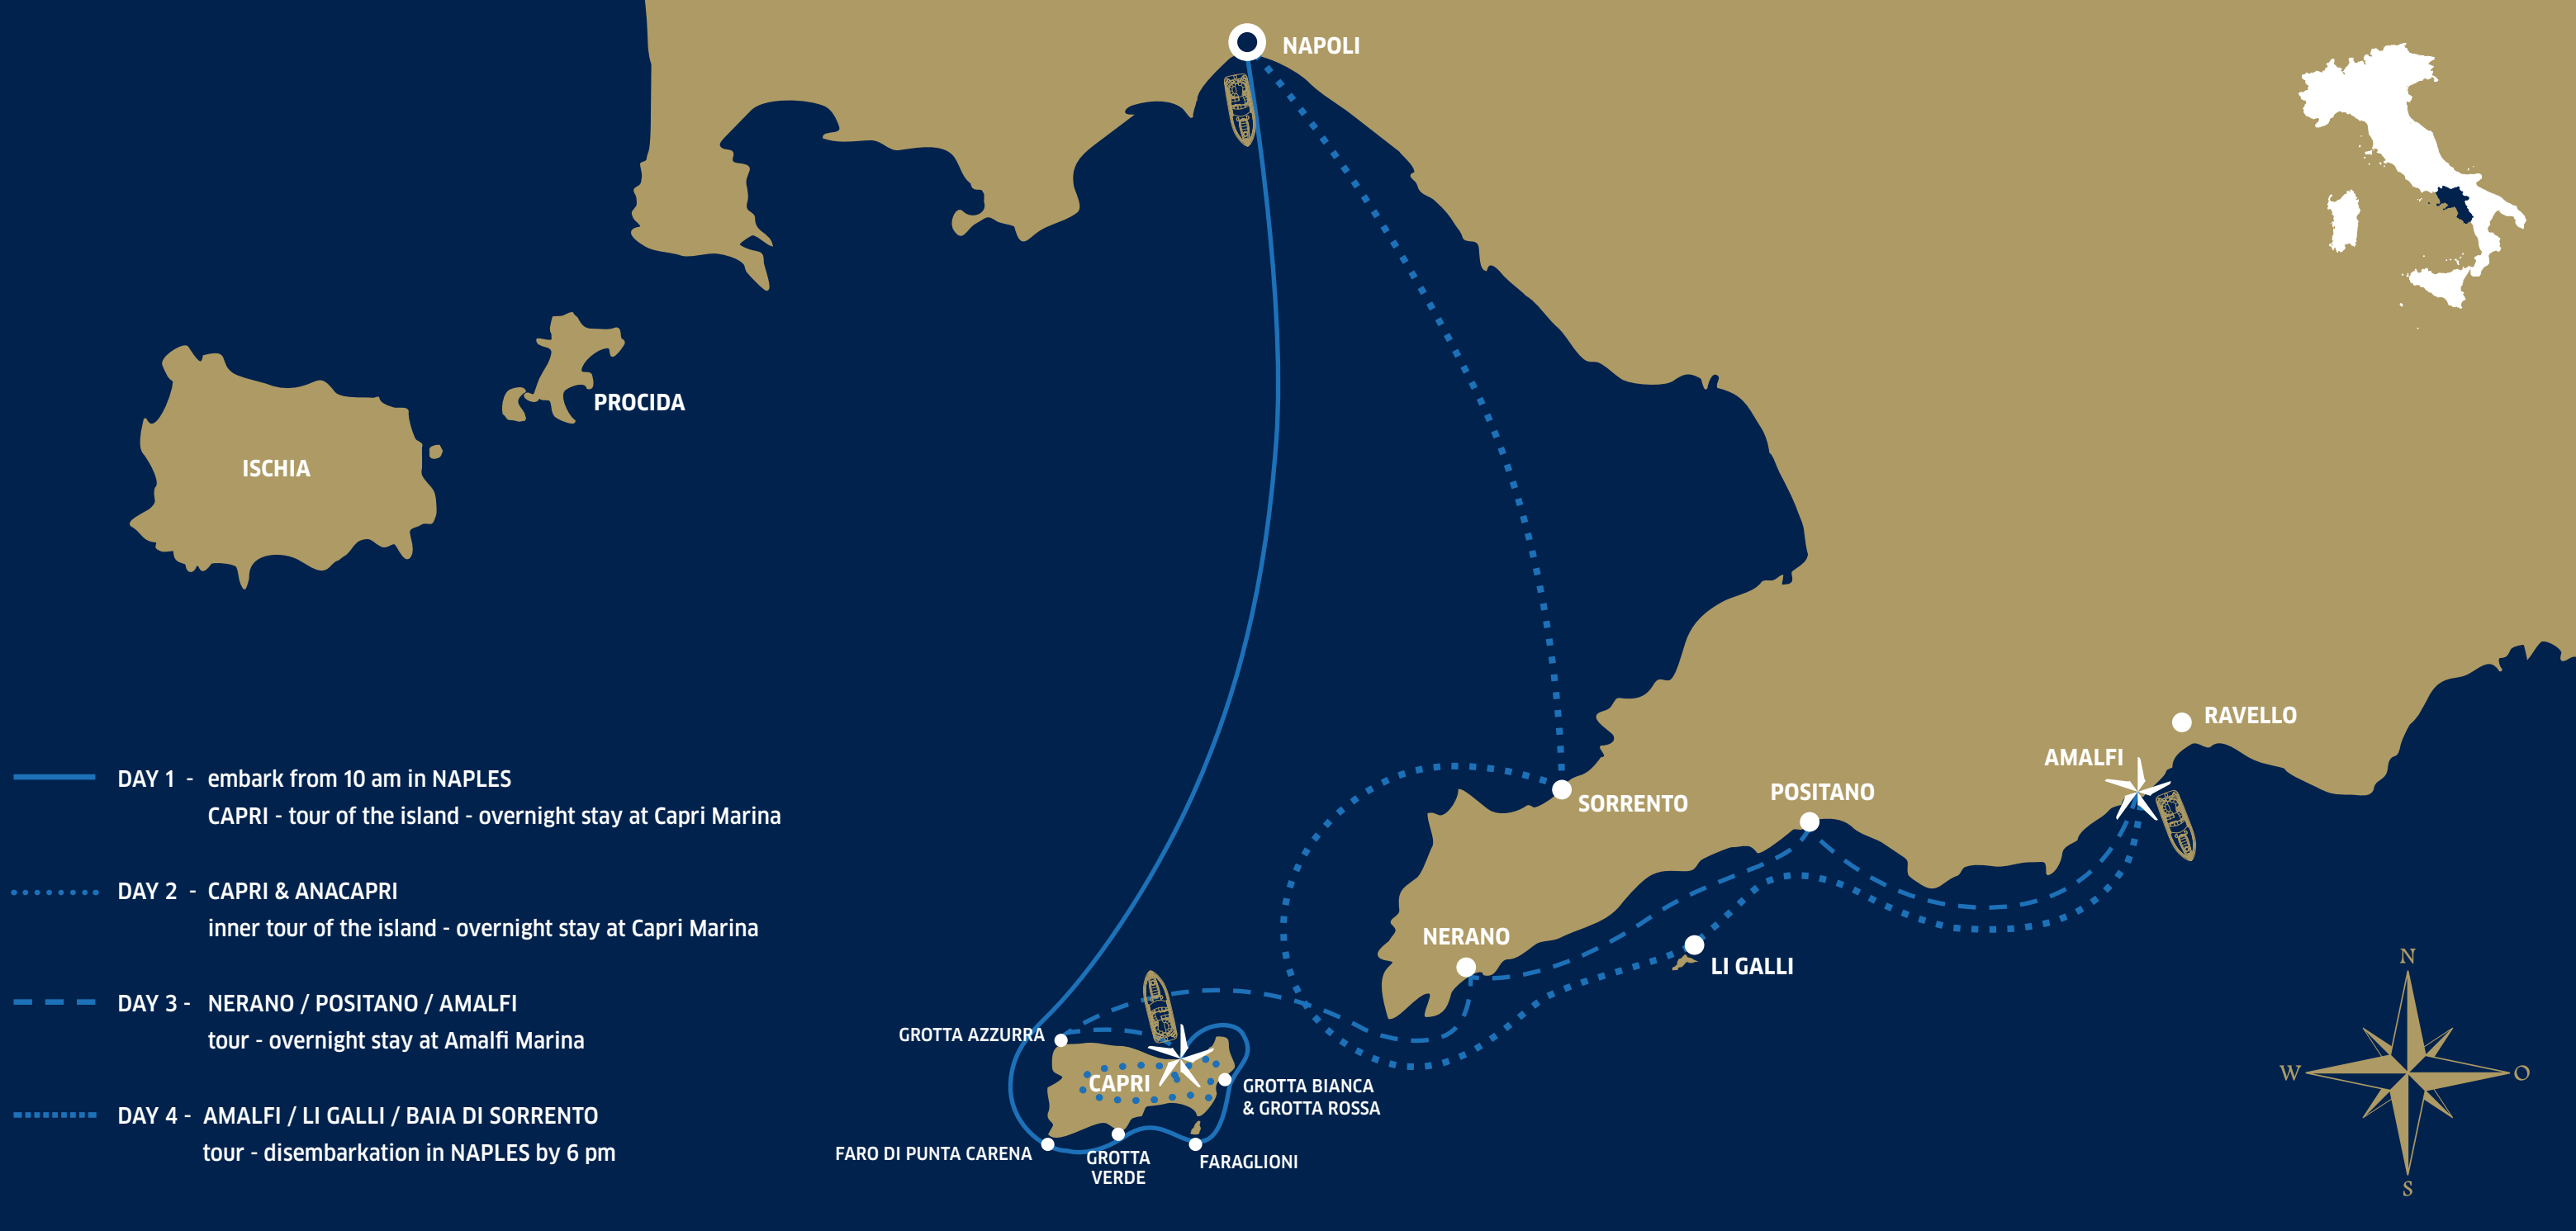 NAPOLI
PROCIDA
ISCHIA
RAVELLO
AMALFI
POSITANO
SORRENTO
NERANO
LI GALLI
DAY 1 - embark from 10 am in NAPLES
CAPRI - tour of the island - overnight stay at Capri Marina
DAY 2 - CAPRI & ANACAPRI
inner tour of the island - overnight stay at Capri Marina
DAY 3 - NERANO / POSITANO / AMALFI
tour - overnight stay at Amalfi Marina
DAY 4 - AMALFI / LI GALLI / BAIA DI SORRENTO
tour - disembarkation in NAPLES by 6 pm
GROTTA AZZURRA
CAPRI
GROTTA BIANCA
& GROTTA ROSSA
FARO DI PUNTA CARENA
GROTTA
VERDE
FARAGLIONI
N
W
O
S